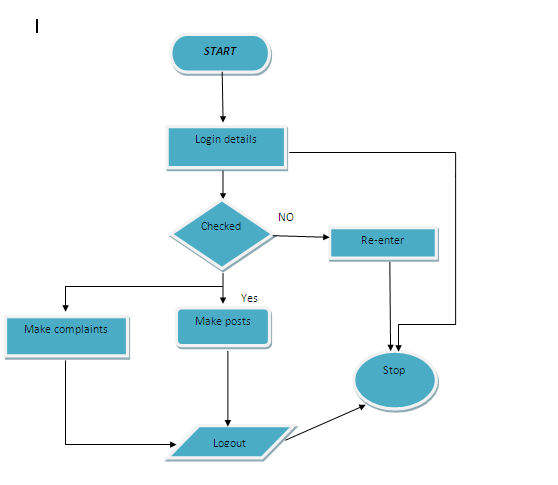 START
Login details
Checked
NO
Re-enter
Yes
Make complaints
Make posts
Stop
Logout